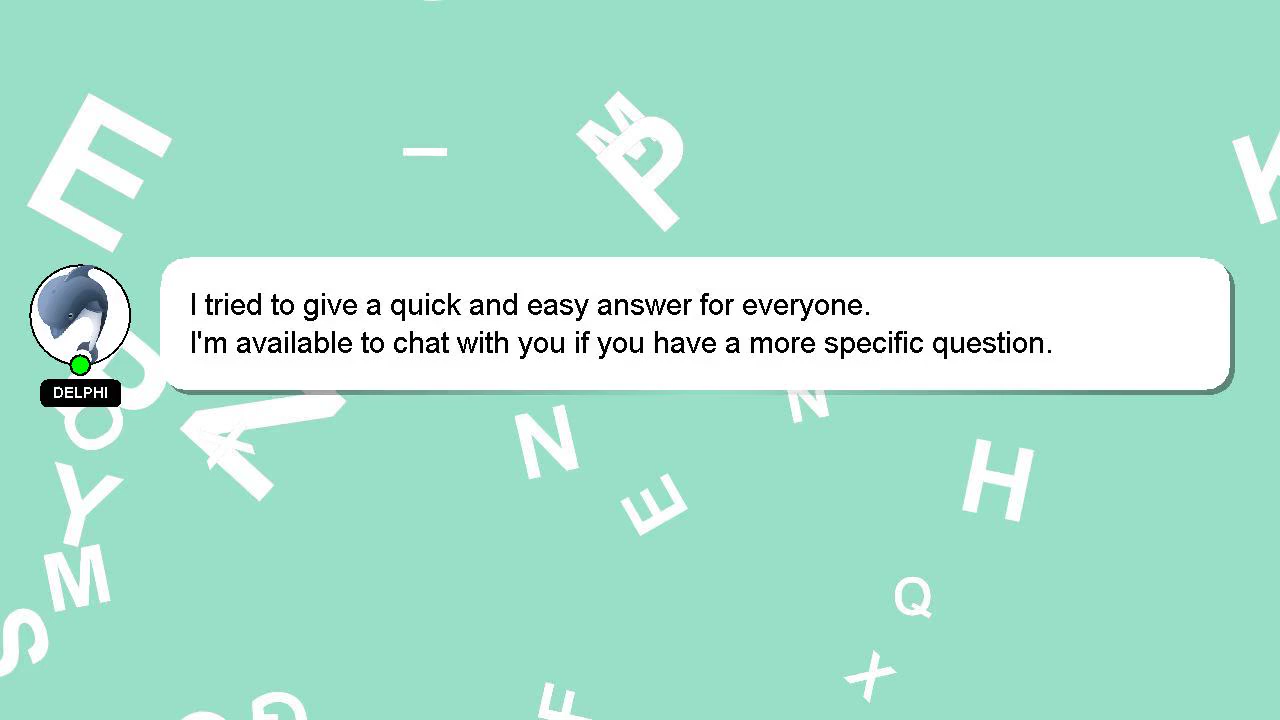 E
M
P
K
I tried to give a quick and easy answer for everyone.
I'm available to chat with you if you have a more specific question.
DELPHI
N
N
E
H
Y
M
S
Q
X
G
F